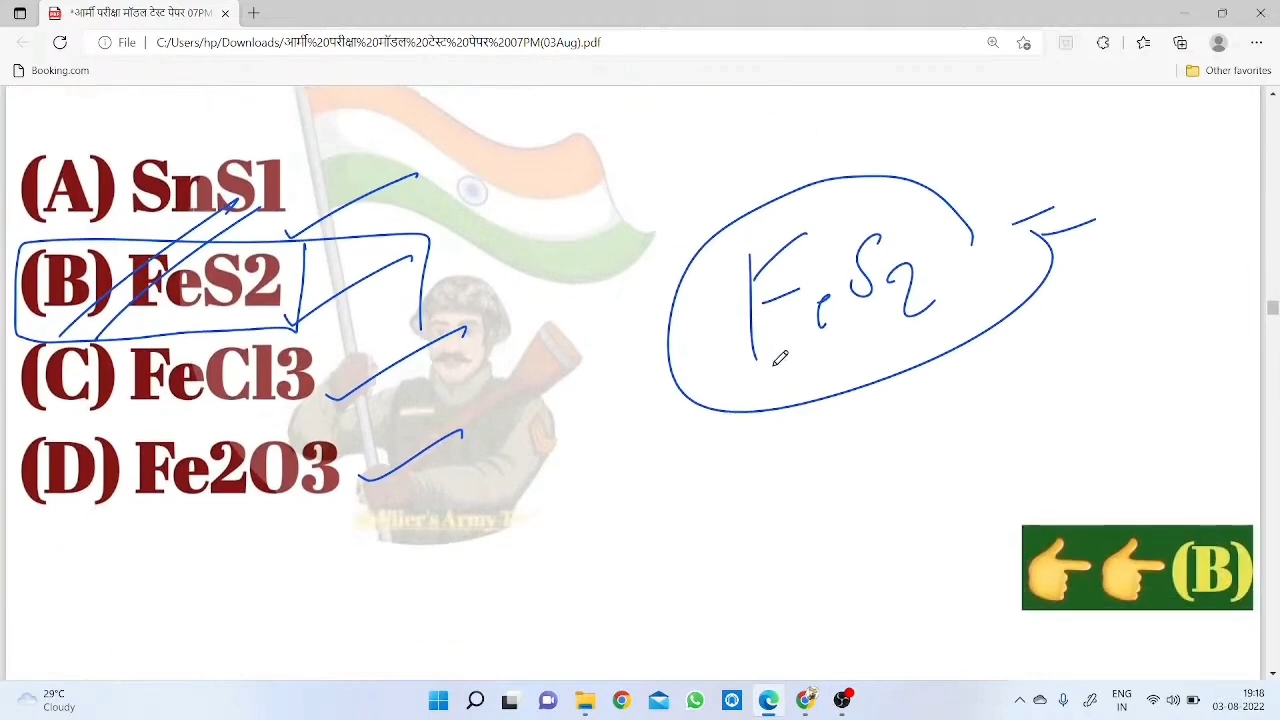 *आर्मी परीक्षा मॉडल टेस्ट पेपर 07PM
File C:/Users/hp/Downloads/आर्मी%20परीक्षा%20मॉडल%20टेस्ट%20पेपर%2007PM(03Aug).pdf
Booking.com
Other favorites
(A) SnS1
(B) FeS2
FeS2
(C) FeCl3
(D) Fe2O3
(B)
29°C
Cloudy
ENG
IN
19:18
03-08-2022